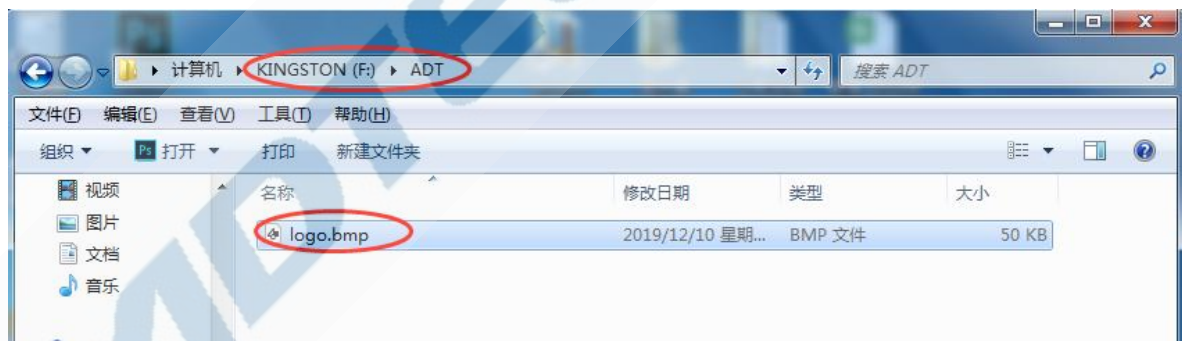 计算机 KINGSTON (F:) ADT 搜索 ADT
文件(F) 编辑(E) 查看(V) 工具(T) 帮助(H)
组织 Ps 打开 打印 新建文件夹
视频 名称 修改日期 类型 大小
图片
logo.bmp 2019/12/10 星期... BMP 文件 50 KB
文档
音乐